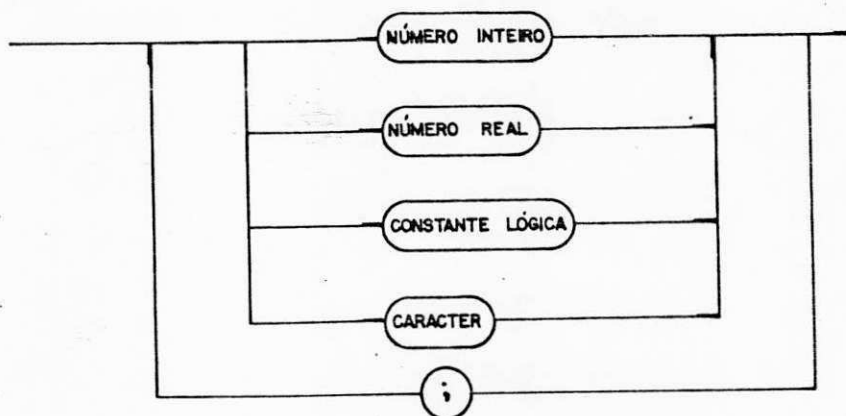 NÚMERO INTEIRO
NÚMERO REAL
CONSTANTE LÓGICA
CARACTER
;